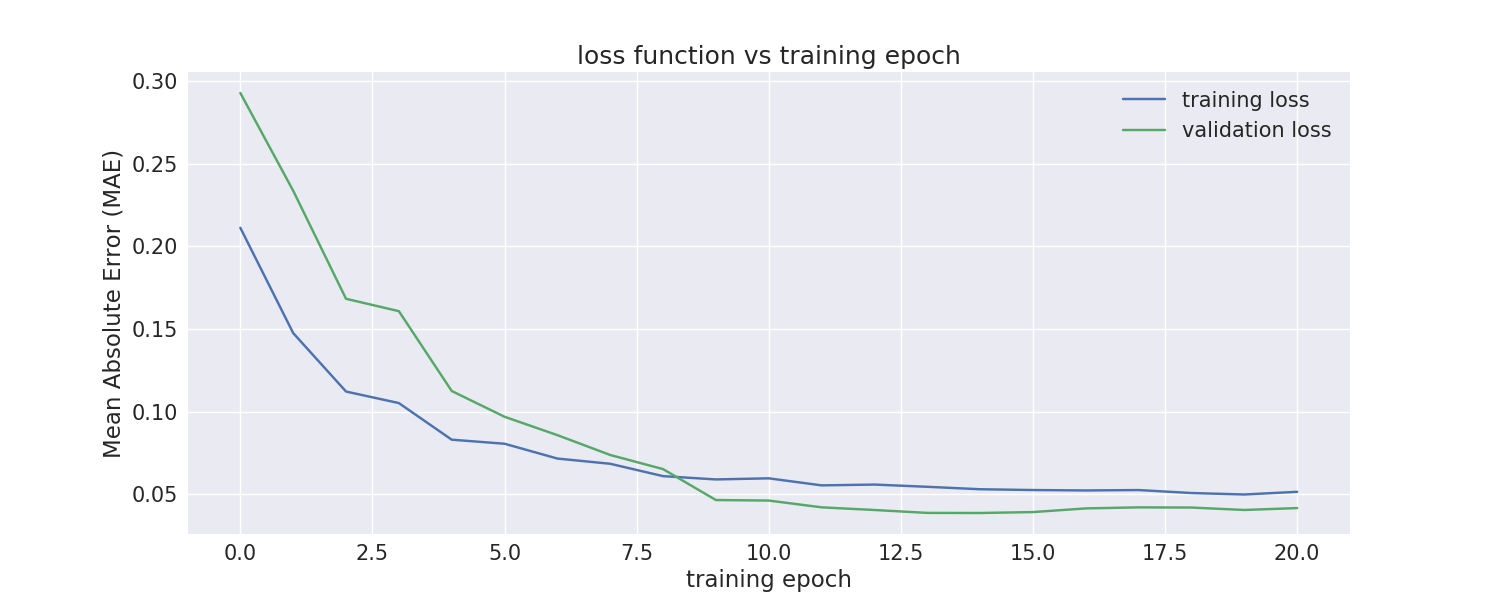 loss function vs training epoch
training loss
validation loss
Mean Absolute Error (MAE)
0.30
0.25
0.20
0.15
0.10
0.05
0.0 2.5 5.0 7.5 10.0 12.5 15.0 17.5 20.0
training epoch